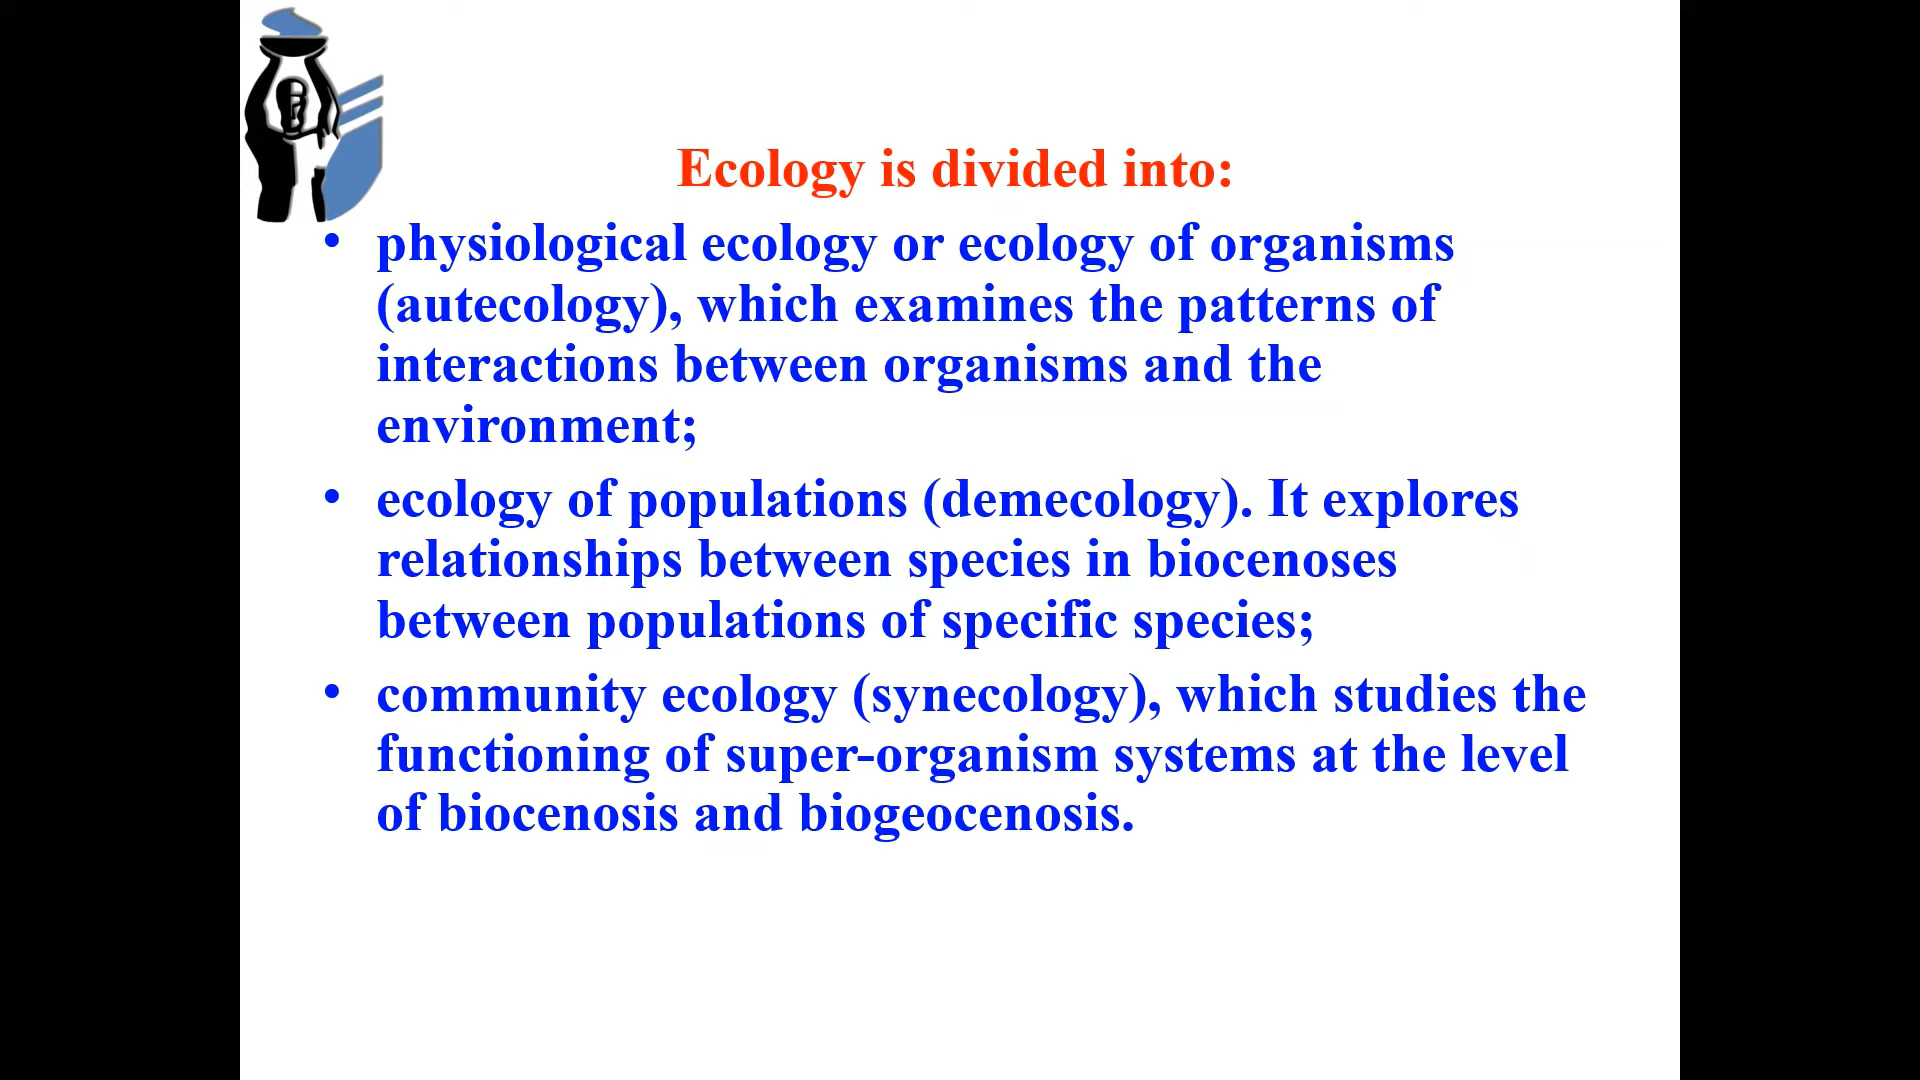 Ecology is divided into:
• physiological ecology or ecology of organisms
(autecology), which examines the patterns of
interactions between organisms and the
environment;
• ecology of populations (demecology). It explores
relationships between species in biocenoses
between populations of specific species;
• community ecology (synecology), which studies the
functioning of super-organism systems at the level
of biocenosis and biogeocenosis.